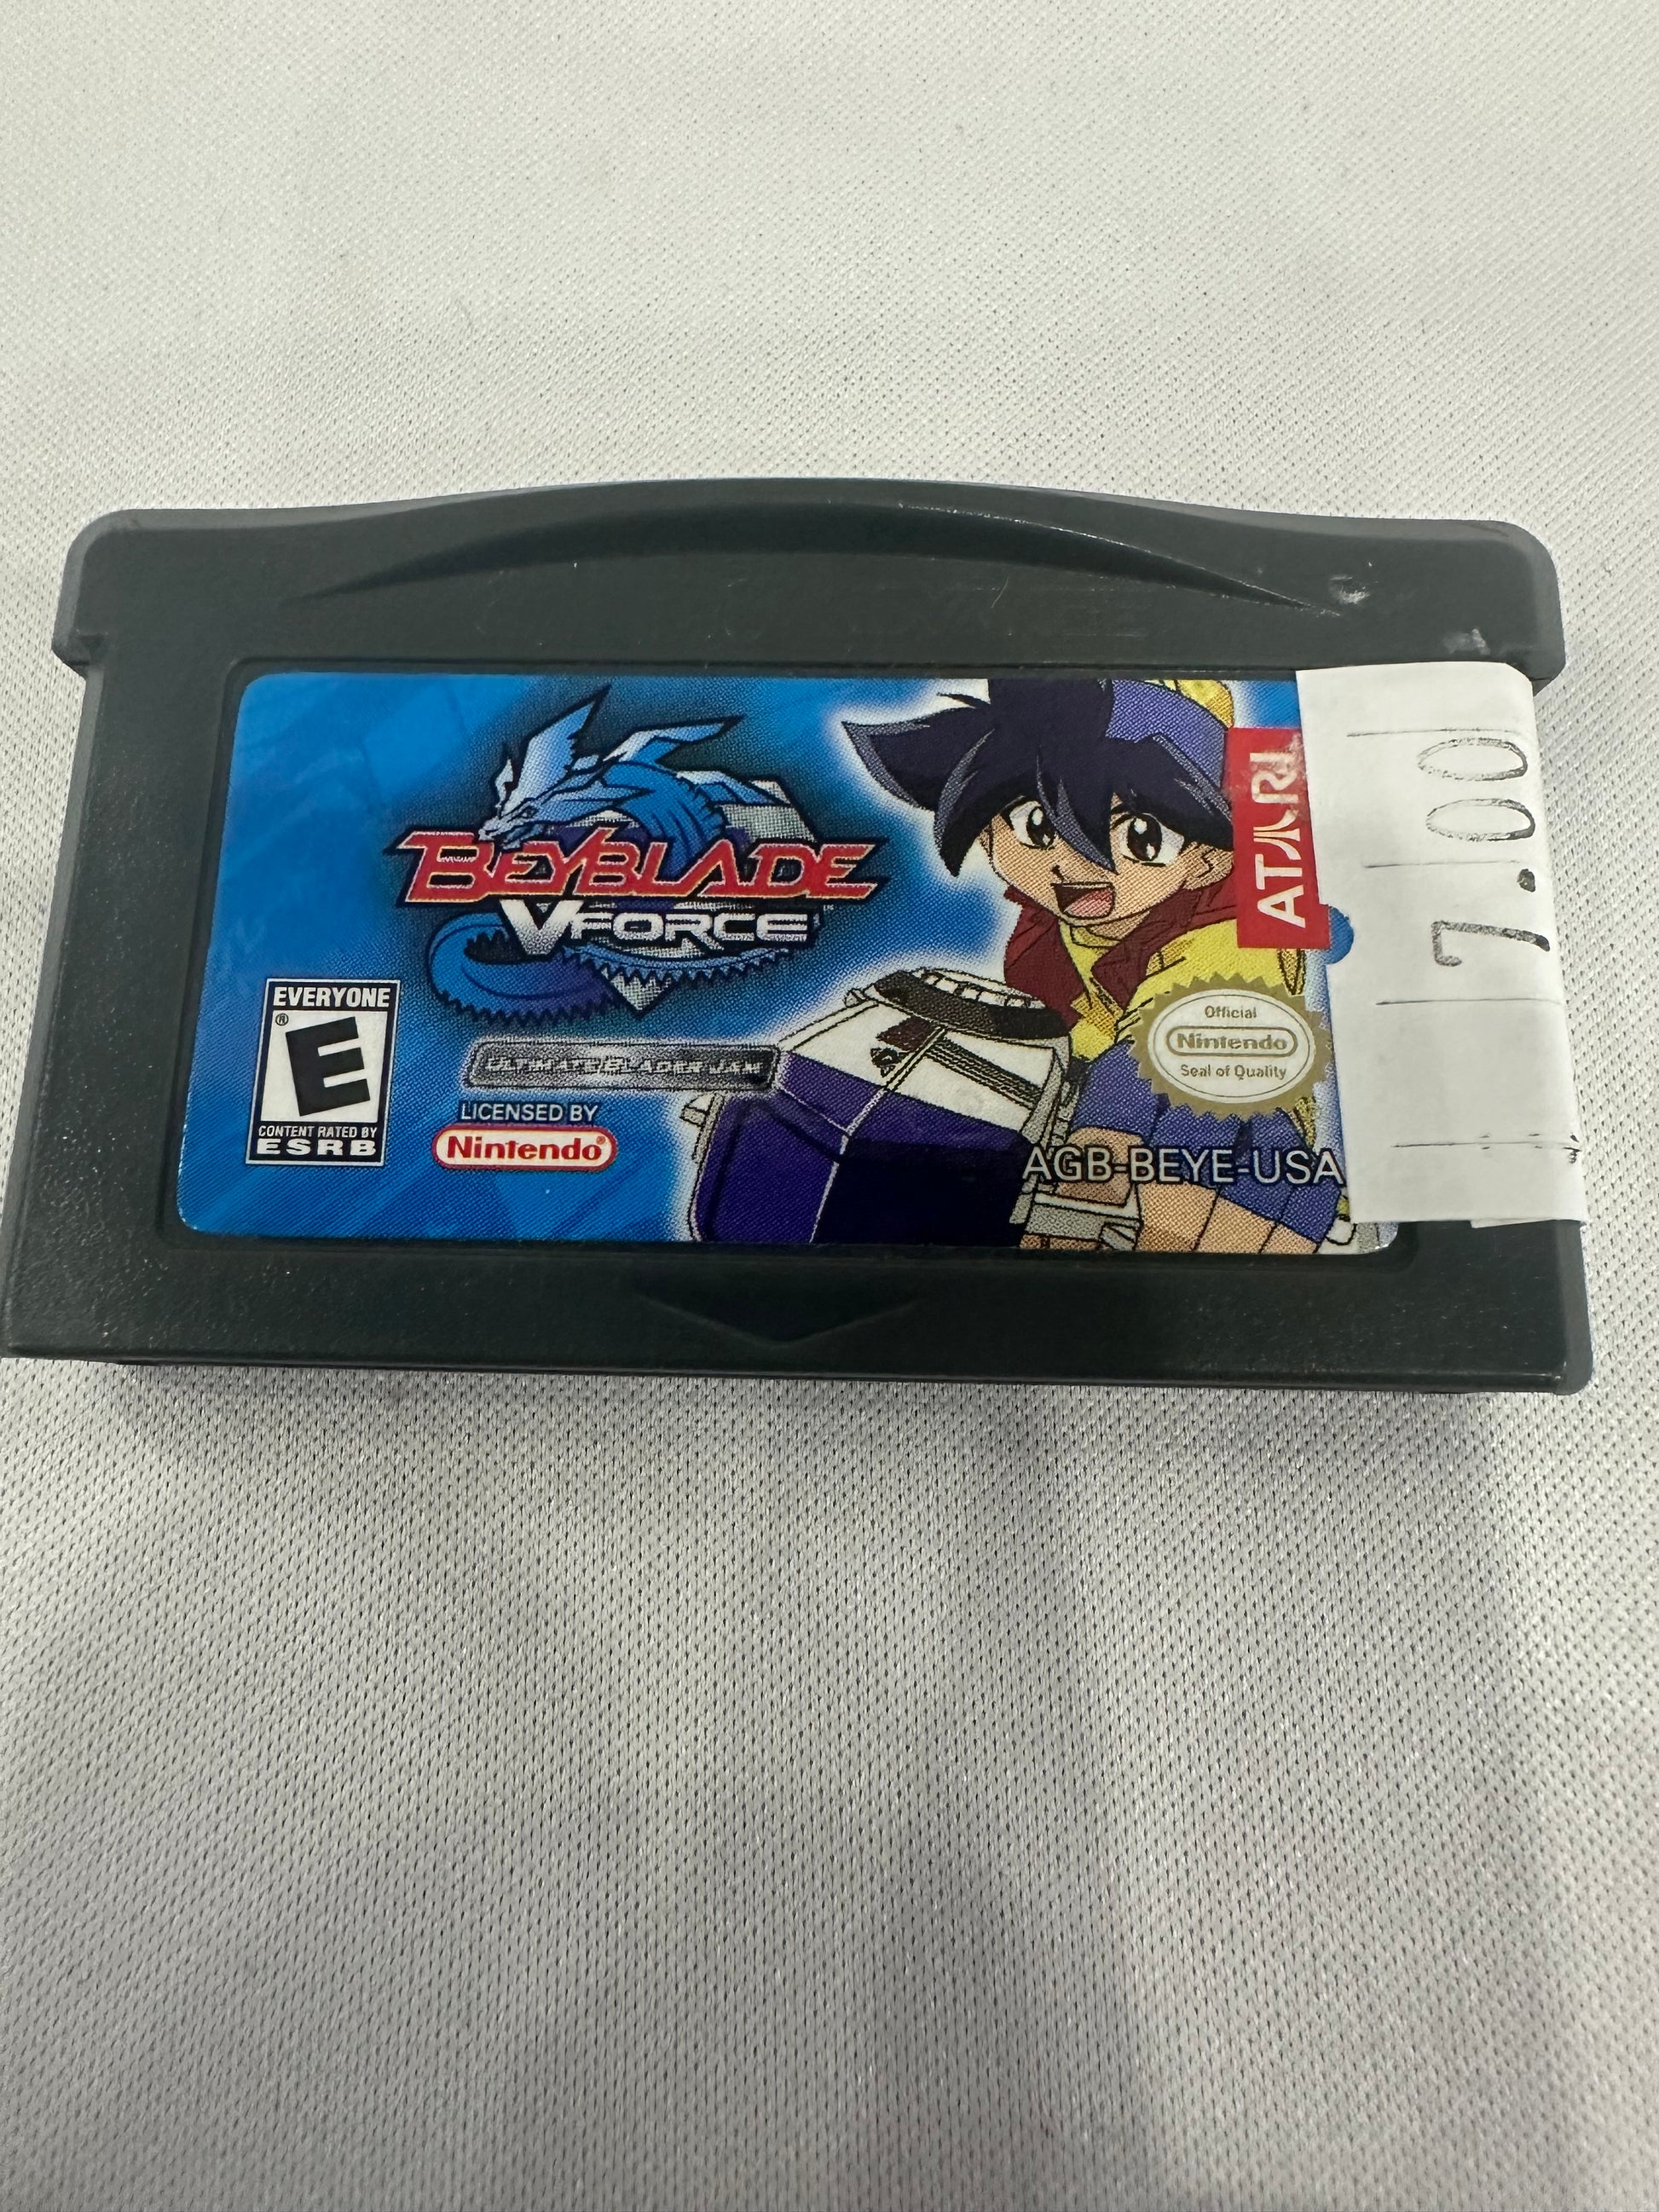 BEYBLADE
VFORCE
EVERYONE
E
®
CONTENT RATED BY
ESRB
ULTIMATE BLADER JAM
LICENSED BY
Nintendo®
ATARI
Official
Nintendo
Seal of Quality
AGB-BEYE-USA
7.00